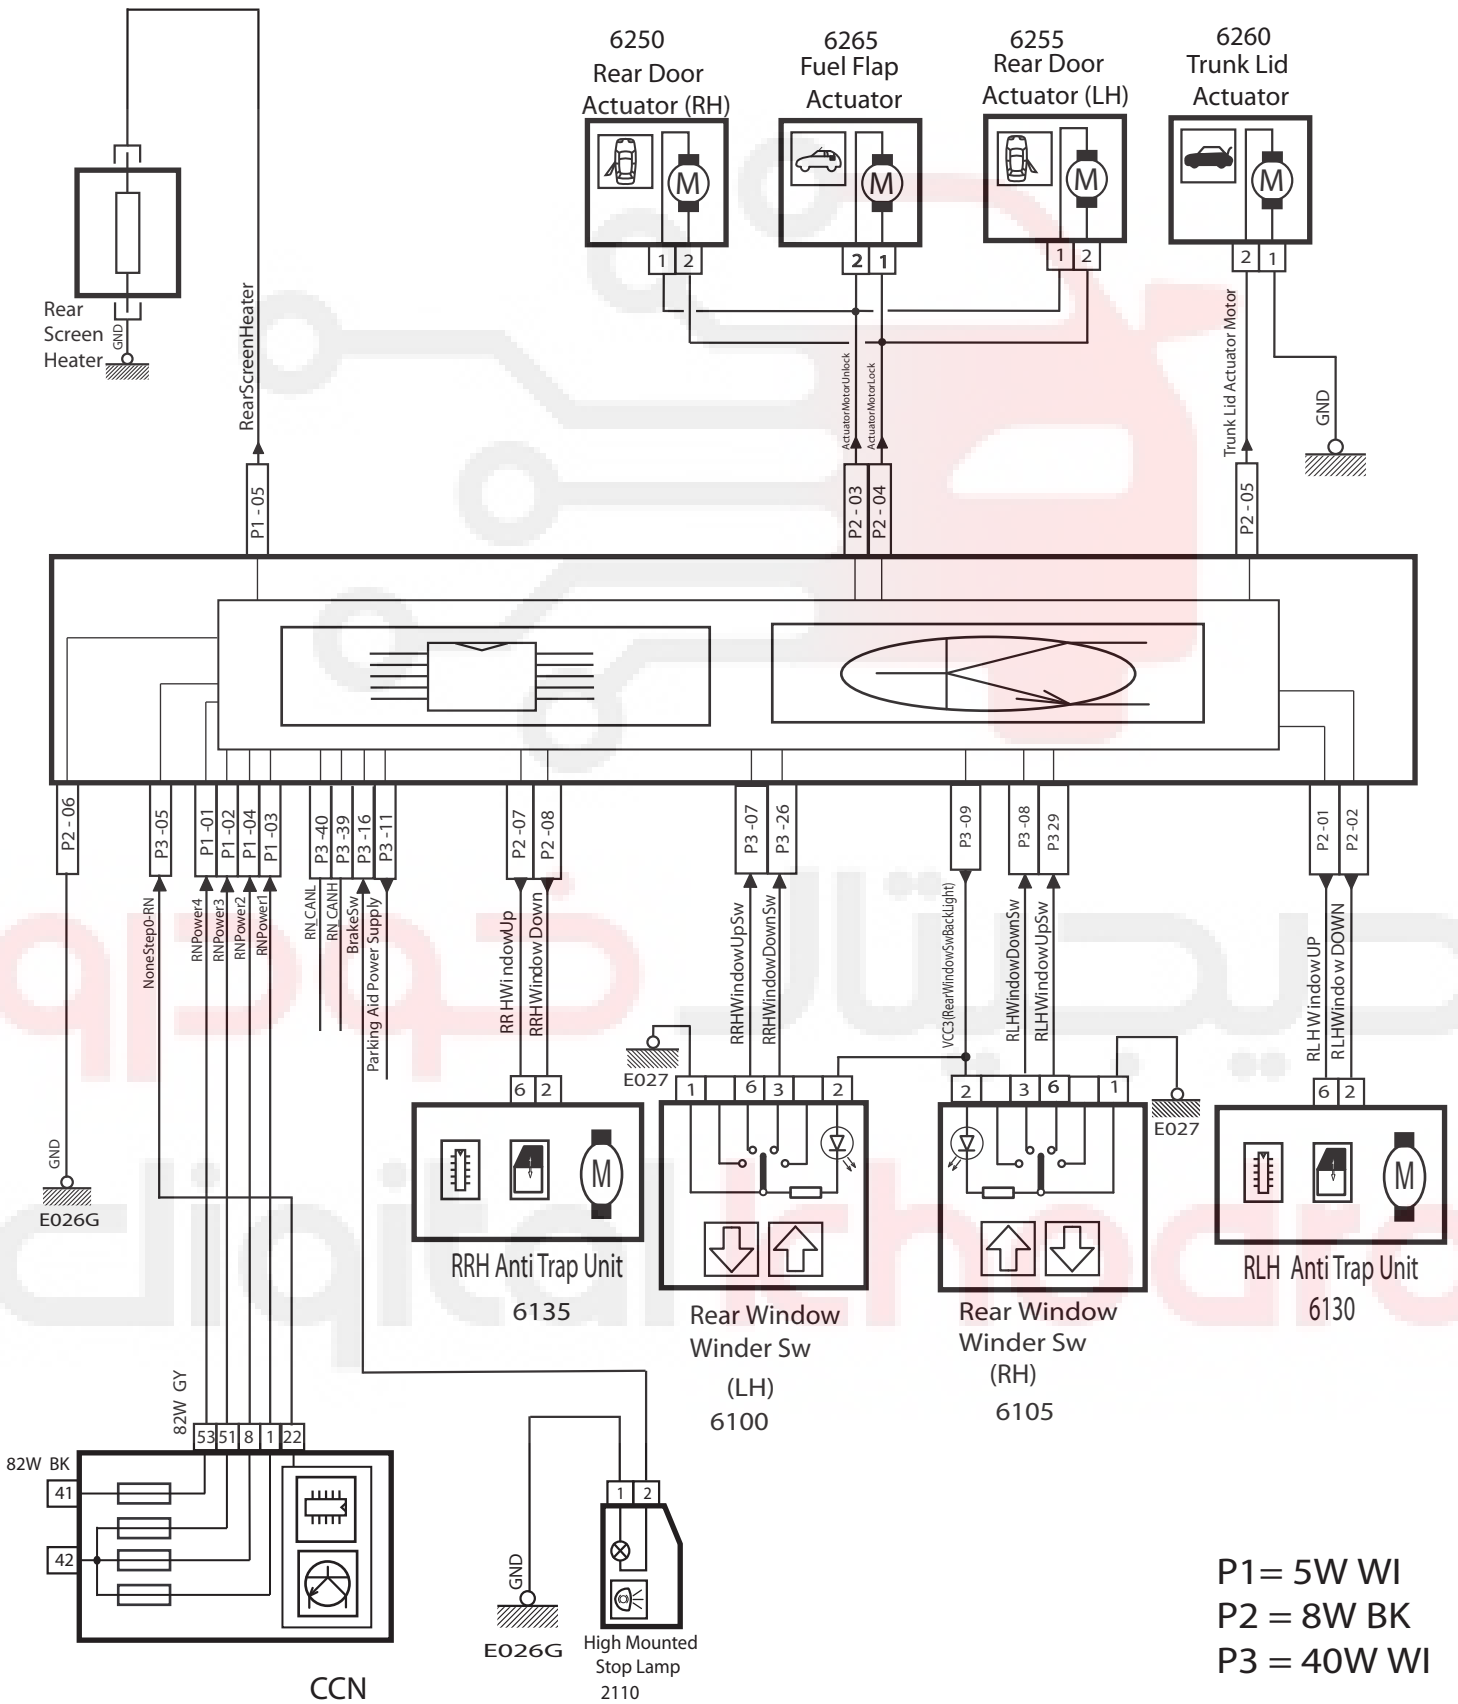 6250
Rear Door
Actuator (RH)
6265
Fuel Flap
Actuator
6255
Rear Door
Actuator (LH)
6260
Trunk Lid
Actuator
M
M
M
M
1 2
2 1
1 2
2 1
Rear
Screen
Heater
GND
RearScreenHeater
ActuatorMotorUnlock
ActuatorMotorLock
Trunk Lid Actuator Motor
GND
P1 - 05
P2 - 03
P2 - 04
P2 - 05
P2 - 06
P3 -05
P1 -01
P1 -02
P1 -04
P1 -03
P3 -40
P3 -39
P3 -16
P3 -11
P2 -07
P2 -08
P3 -07
P3 -26
P3 -09
P3 -08
P3 29
P2 -01
P2 -02
NoneStep0-RN
RNPower4
RNPower3
RNPower2
RNPower1
RN_CANL
RN_CANH
BrakeSw
Parking Aid Power Supply
RRHWindowUp
RRHWindow Down
RRHWindowUpSw
RRHWindowDownSw
VCC3(RearWindowSwBackLight)
RLHWindowDownSw
RLHWindowUpSw
RLHWindowUP
RLHWindow DOWN
دیجیتال خودرو
digitalkhodro
GND
E026G
E027
E027
6 2
1 6 3 2
2 3 6 1
6 2
M
M
RRH Anti Trap Unit
6135
Rear Window
Winder Sw
(LH)
6100
Rear Window
Winder Sw
(RH)
6105
RLH Anti Trap Unit
6130
82W GY
53 51 8 1 22
82W BK
41
42
CCN
GND
E026G
1 2
High Mounted
Stop Lamp
2110
P1= 5W WI
P2 = 8W BK
P3 = 40W WI